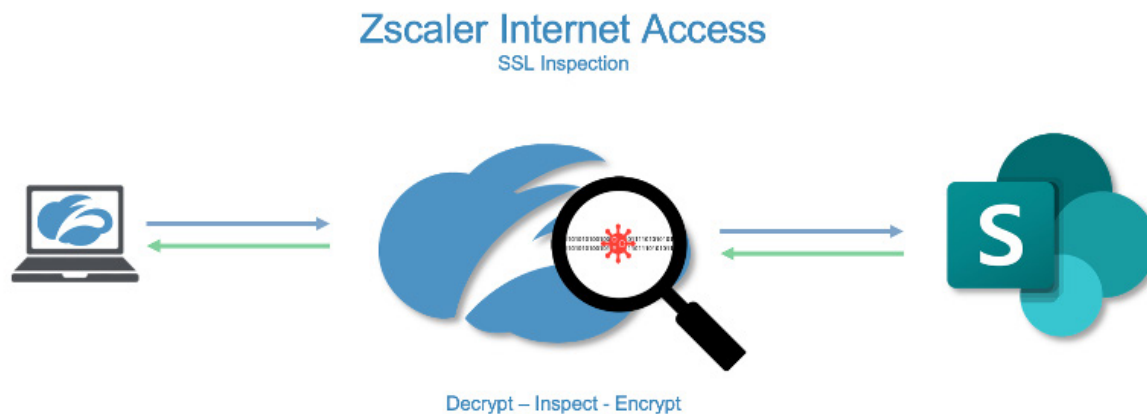 Zscaler Internet Access
SSL Inspection
S
Decrypt – Inspect - Encrypt